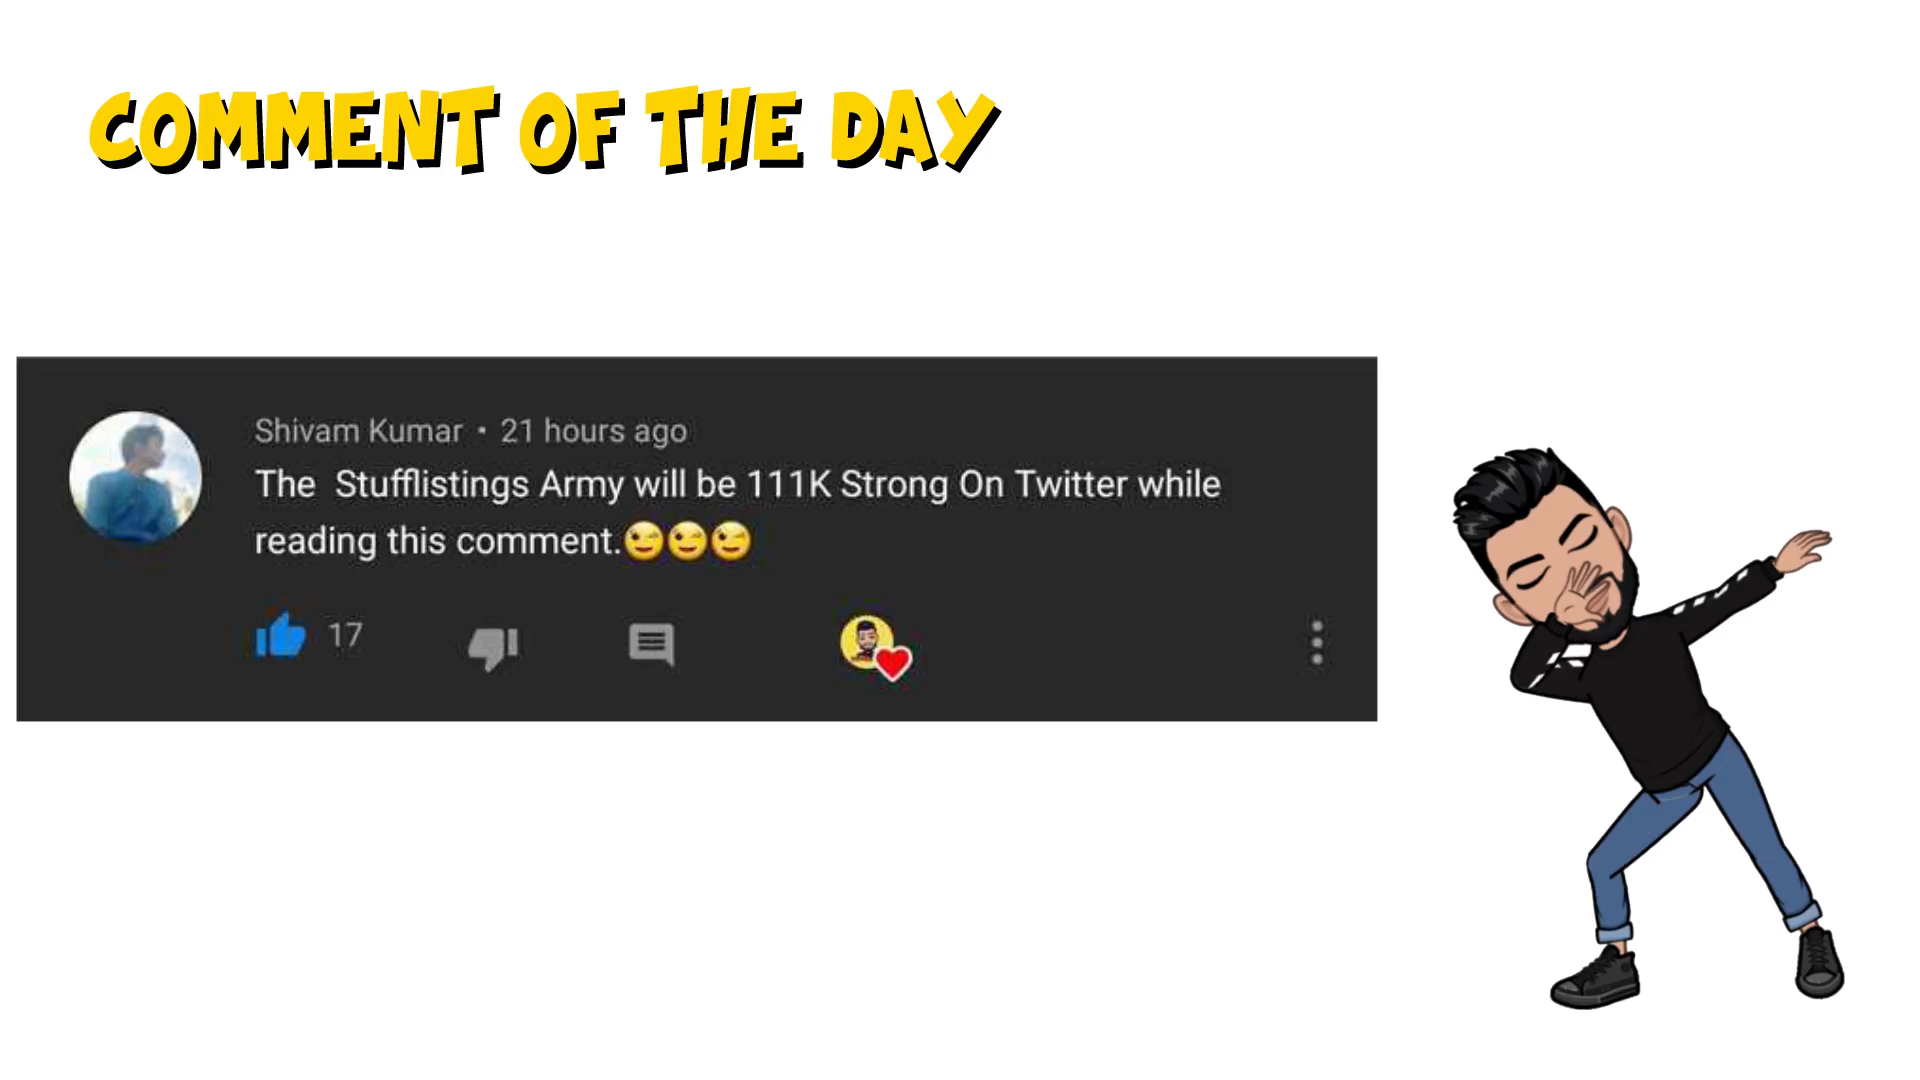 COMMENT OF THE DAY
Shivam Kumar • 21 hours ago
The  Stufflistings Army will be 111K Strong On Twitter while
reading this comment.😉😉😉
17